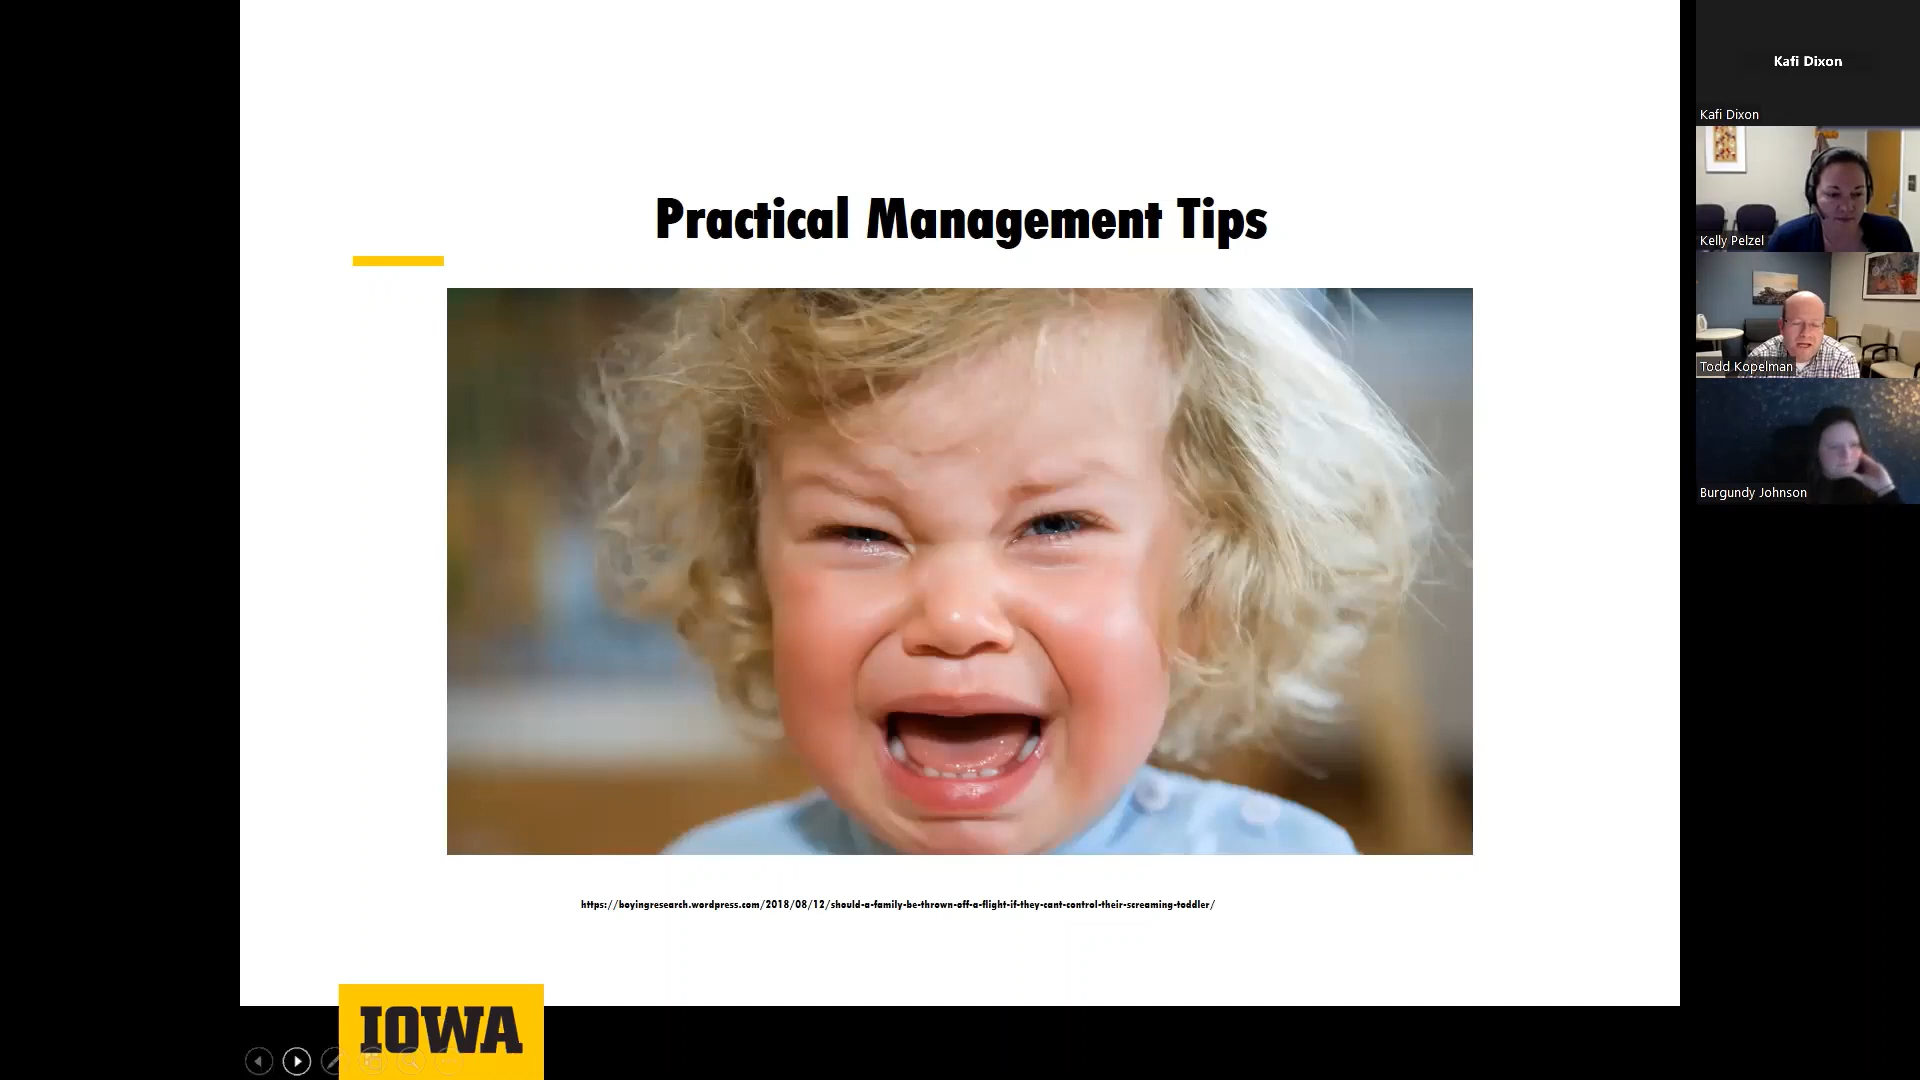 Practical Management Tips
https://boyingresearch.wordpress.com/2018/08/12/should-a-family-be-thrown-off-a-flight-if-they-cant-control-their-screaming-toddler/
IOWA
Kafi Dixon
Kafi Dixon
Kelly Pelzel
Todd Kopelman
Burgundy Johnson